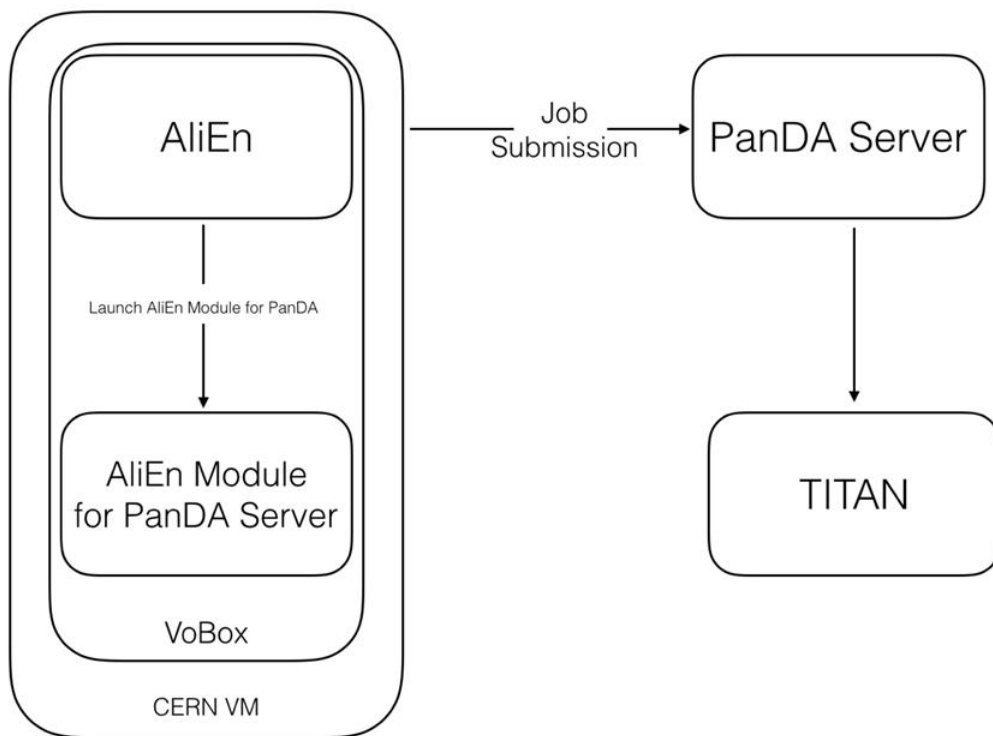 AliEn
Job
Submission
PanDA Server
Launch AliEn Module for PanDA
AliEn Module
for PanDA Server
TITAN
VoBox
CERN VM